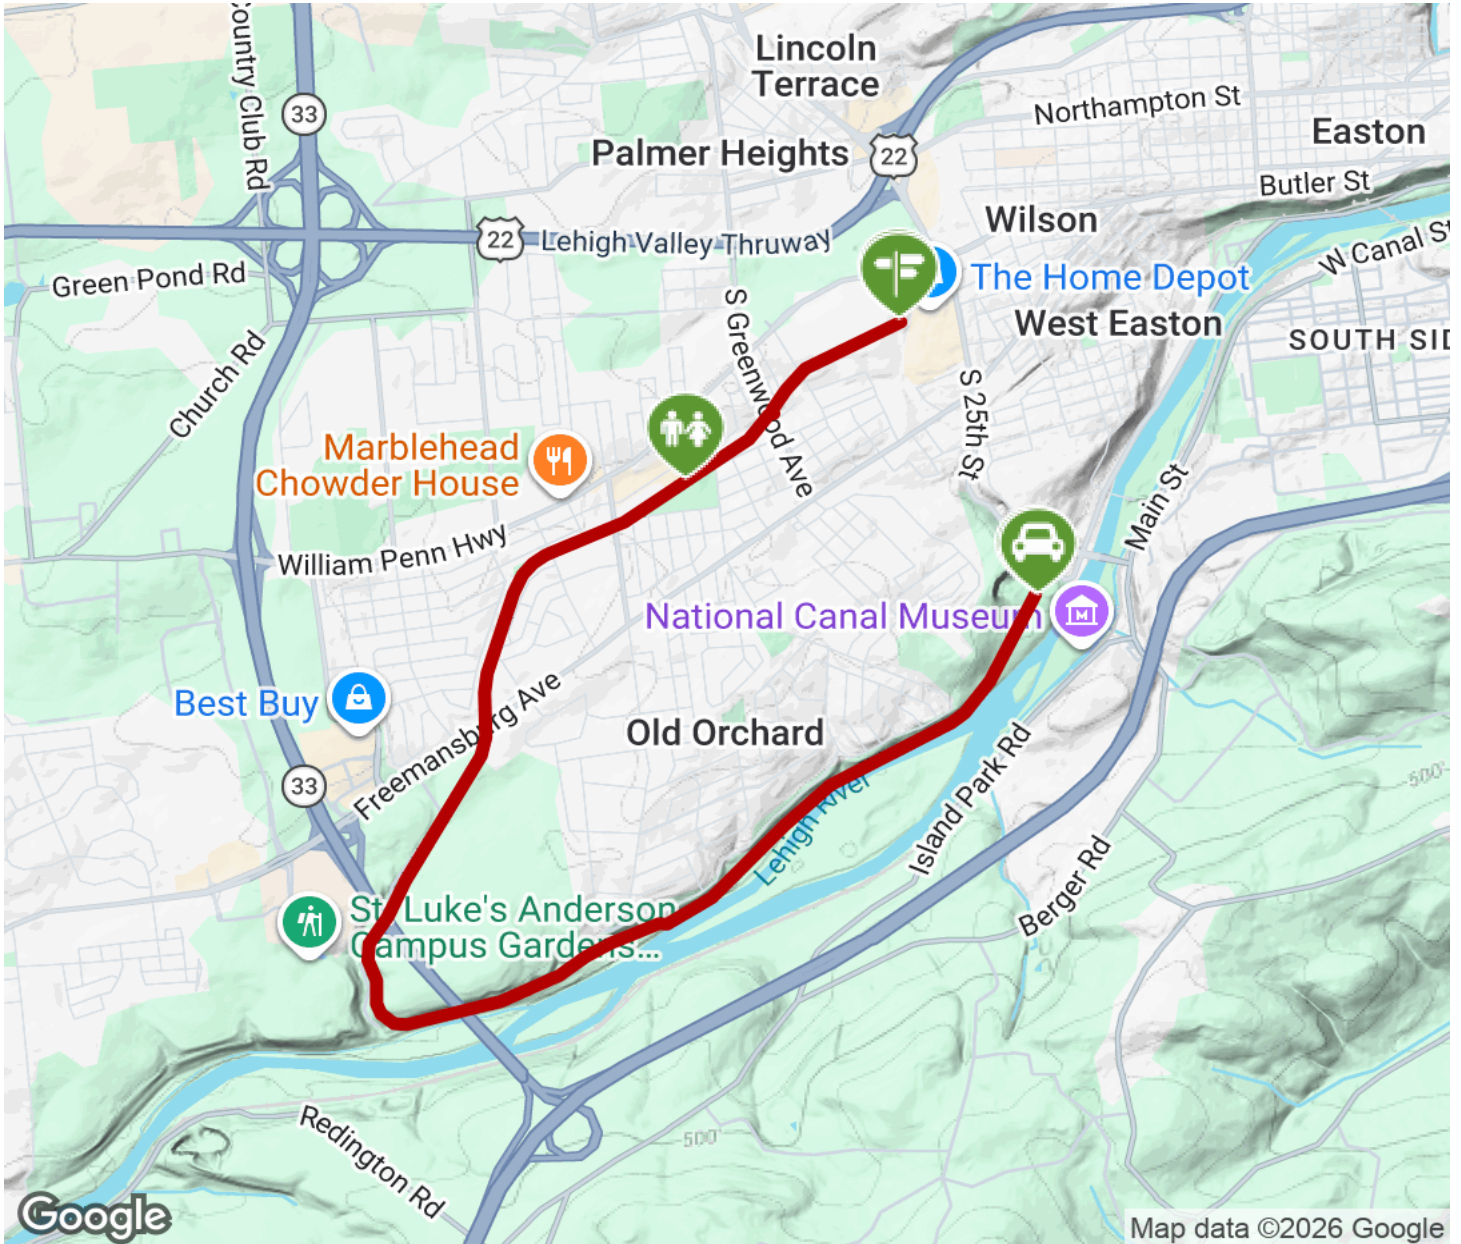 Country Club Rd
33
Lincoln
Terrace
Northampton St
Easton
Palmer Heights
22
Butler St
Wilson
22
Lehigh Valley Thruway
W Canal St
Green Pond Rd
The Home Depot
S Greenwood Ave
West Easton
SOUTH SID
Church Rd
S 25th St
Marblehead
Chowder House
Main St
William Penn Hwy
National Canal Museum
M
Best Buy
Freemansburg Ave
Old Orchard
33
Lehigh River
Island Park Rd
500'
Berger Rd
St. Luke's Anderson
Campus Gardens...
500'
Redington Rd
Google
Map data ©2026 Google